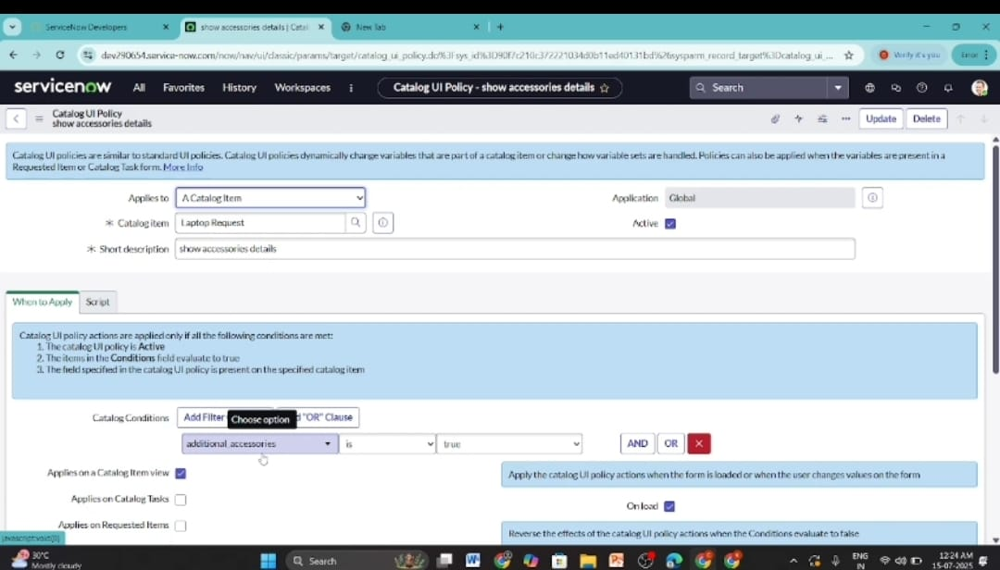 ServiceNow Developers
show accessories details | Catal
New Tab
dev290654.service-now.com/now/nav/ui/classic/params/target/catalog_ui_policy.do%3Fsys_id%3D90f7c210c372221034d0b11ed40131bd%26sysparm_record_target%3Dcatalog_ui_...
Verify it's you
Error
servicenow
All
Favorites
History
Workspaces
Catalog UI Policy - show accessories details
Search
Catalog UI Policy
show accessories details
Update
Delete
Catalog UI policies are similar to standard UI policies. Catalog UI policies dynamically change variables that are part of a catalog item or change how variable sets are handled. Policies can also be applied when the variables are present in a
Requested Item or Catalog Task form. More Info
Applies to
A Catalog Item
Application
Global
Catalog item
Laptop Request
Active
Short description
show accessories details
When to Apply
Script
Catalog UI policy actions are applied only if all the following conditions are met:
1. The catalog UI policy is Active
2. The items in the Conditions field evaluate to true
3. The field specified in the catalog UI policy is present on the specified catalog item
Catalog Conditions
Add Filter
Choose option
"OR" Clause
additional_accessories
is
true
AND
OR
Applies on a Catalog Item view
Apply the catalog UI policy actions when the form is loaded or when the user changes values on the form
Applies on Catalog Tasks
On load
Applies on Requested Items
Reverse the effects of the catalog UI policy actions when the Conditions evaluate to false
javascript:void(0)
30°C
Mostly cloudy
Search
ENG
IN
12:24 AM
15-07-2025